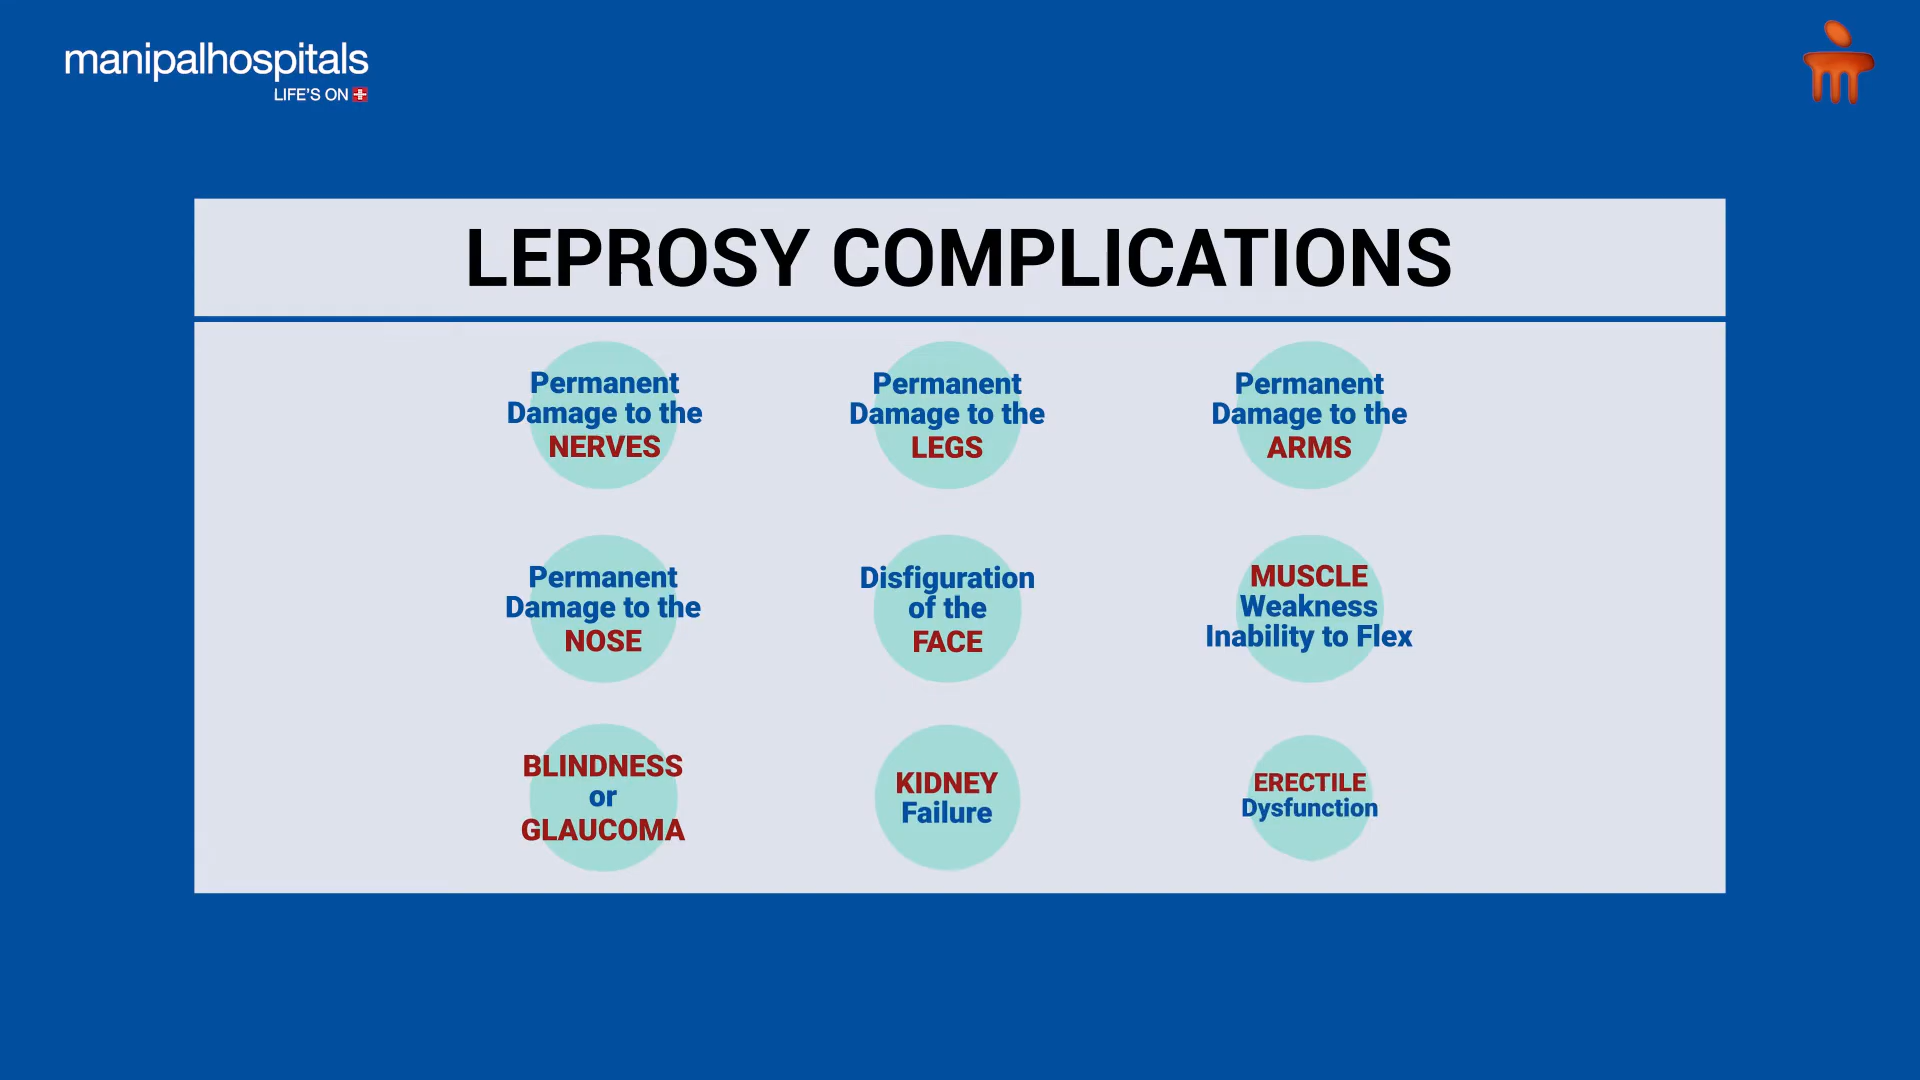 manipalhospitals
LIFE'S ON
LEPROSY COMPLICATIONS
Permanent
Damage to the
NERVES
Permanent
Damage to the
LEGS
Permanent
Damage to the
ARMS
Permanent
Damage to the
NOSE
Disfiguration
of the
FACE
MUSCLE
Weakness
Inability to Flex
BLINDNESS
or
GLAUCOMA
KIDNEY
Failure
ERECTILE
Dysfunction